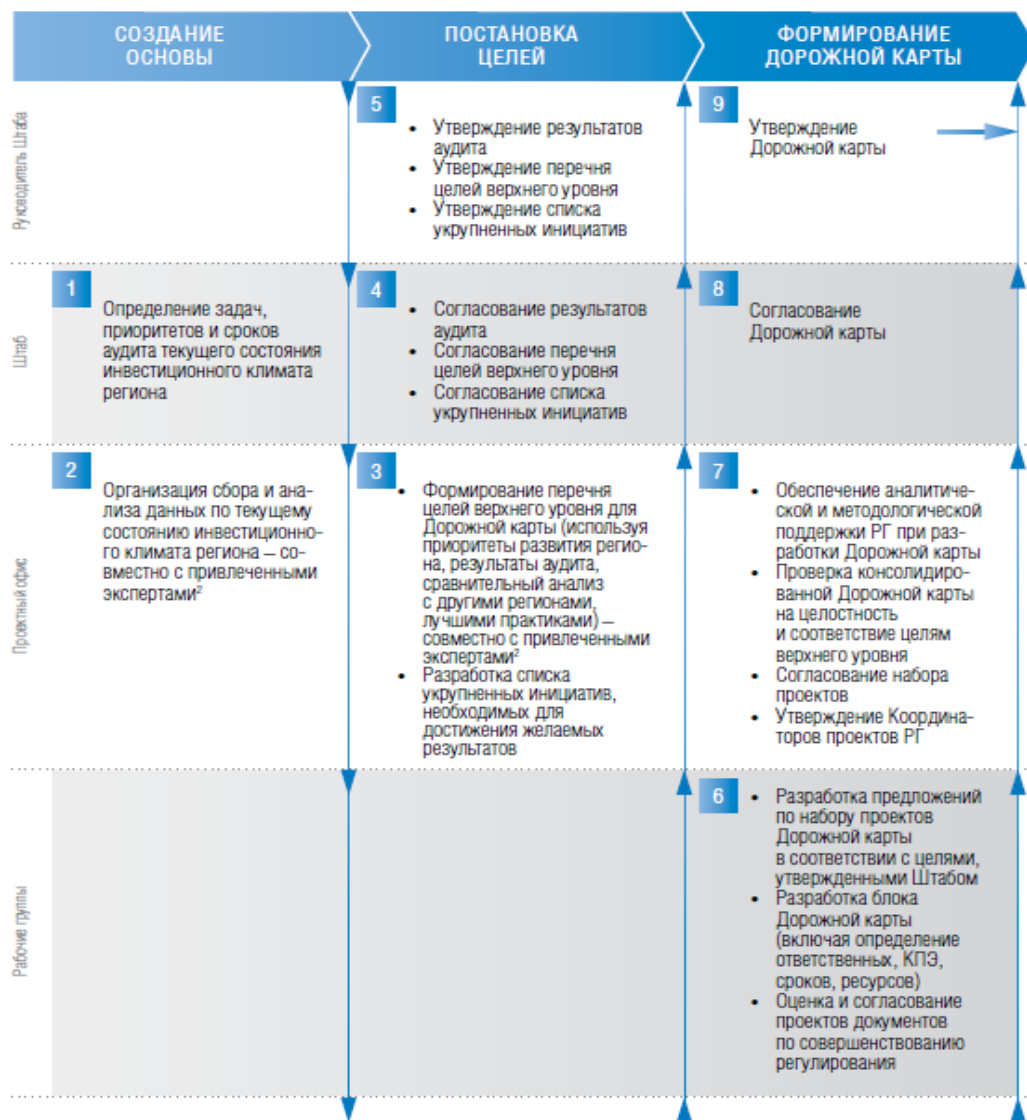 СОЗДАНИЕ
ОСНОВЫ
ПОСТАНОВКА
ЦЕЛЕЙ
ФОРМИРОВАНИЕ
ДОРОЖНОЙ КАРТЫ
Руководитель Штаба
5
• Утверждение результатов
аудита
• Утверждение перечня
целей верхнего уровня
• Утверждение списка
укрупненных инициатив
9
Утверждение
Дорожной карты
Штаб
1
Определение задач,
приоритетов и сроков
аудита текущего состояния
инвестиционного климата
региона
4
• Согласование результатов
аудита
• Согласование перечня
целей верхнего уровня
• Согласование списка
укрупненных инициатив
8
Согласование
Дорожной карты
Проектный офис
2
Организация сбора и ана-
лиза данных по текущему
состоянию инвестиционно-
го климата региона – со-
вместно с привлеченными
экспертами²
3
• Формирование перечня
целей верхнего уровня для
Дорожной карты (используя
приоритеты развития регио-
на, результаты аудита,
сравнительный анализ
с другими регионами,
лучшими практиками) –
совместно с привлеченными
экспертами²
• Разработка списка
укрупненных инициатив,
необходимых для
достижения желаемых
результатов
7
• Обеспечение аналитиче-
ской и методологической
поддержки РГ при раз-
работки Дорожной карты
• Проверка консолидиро-
ванной Дорожной карты
на целостность
и соответствие целям
верхнего уровня
• Согласование набора
проектов
• Утверждение Координа-
торов проектов РГ
Рабочие группы
6
• Разработка предложений
по набору проектов
Дорожной карты
в соответствии с целями,
утвержденными Штабом
• Разработка блока
Дорожной карты
(включая определение
ответственных, КПЭ,
сроков, ресурсов)
• Оценка и согласование
проектов документов
по совершенствованию
регулирования